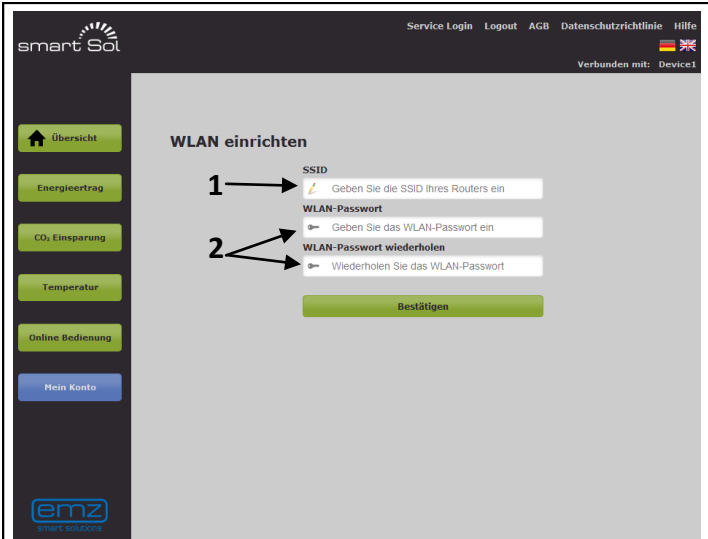 smart Sol
Service Login Logout AGB Datenschutzrichtlinie Hilfe
Verbunden mit: Device1
Übersicht
Energieertrag
CO₂ Einsparung
Temperatur
Online Bedienung
Mein Konto
WLAN einrichten
SSID
1
Geben Sie die SSID Ihres Routers ein
WLAN-Passwort
Geben Sie das WLAN-Passwort ein
2
WLAN-Passwort wiederholen
Wiederholen Sie das WLAN-Passwort
Bestätigen
emz
smart solutions